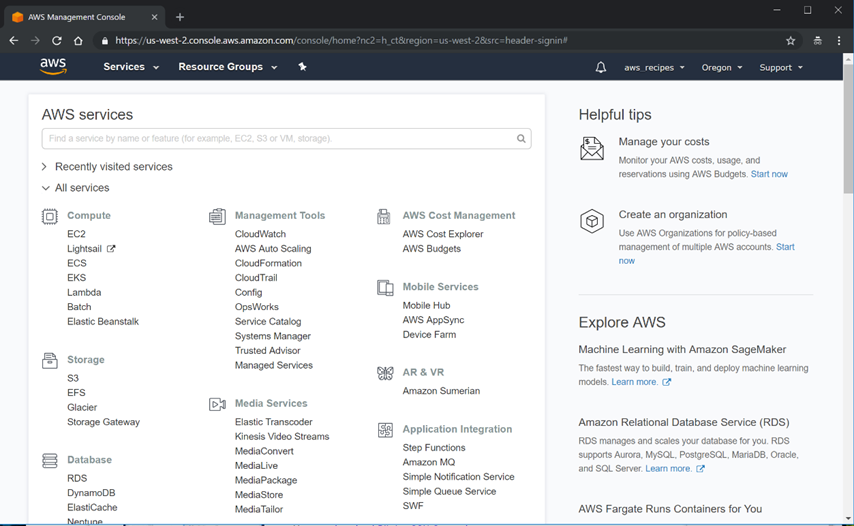 AWS Management Console
https://us-west-2.console.aws.amazon.com/console/home?nc2=h_ct&region=us-west-2&src=header-signin#
aws
Services
Resource Groups
aws_recipes
Oregon
Support
AWS services
Find a service by name or feature (for example, EC2, S3 or VM, storage).
Recently visited services
All services
Compute
EC2
Lightsail
ECS
EKS
Lambda
Batch
Elastic Beanstalk
Storage
S3
EFS
Glacier
Storage Gateway
Database
RDS
DynamoDB
ElastiCache
Neptune
Management Tools
CloudWatch
AWS Auto Scaling
CloudFormation
CloudTrail
Config
OpsWorks
Service Catalog
Systems Manager
Trusted Advisor
Managed Services
Media Services
Elastic Transcoder
Kinesis Video Streams
MediaConvert
MediaLive
MediaPackage
MediaStore
MediaTailor
AWS Cost Management
AWS Cost Explorer
AWS Budgets
Mobile Services
Mobile Hub
AWS AppSync
Device Farm
AR & VR
Amazon Sumerian
Application Integration
Step Functions
Amazon MQ
Simple Notification Service
Simple Queue Service
SWF
Helpful tips
Manage your costs
Monitor your AWS costs, usage, and
reservations using AWS Budgets. Start now
Create an organization
Use AWS Organizations for policy-based
management of multiple AWS accounts. Start
now
Explore AWS
Machine Learning with Amazon SageMaker
The fastest way to build, train, and deploy machine learning
models. Learn more.
Amazon Relational Database Service (RDS)
RDS manages and scales your database for you. RDS
supports Aurora, MySQL, PostgreSQL, MariaDB, Oracle,
and SQL Server. Learn more.
AWS Fargate Runs Containers for You